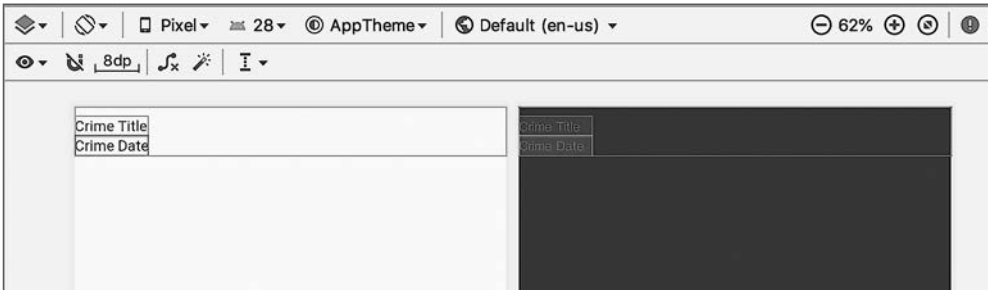 Pixel 28 AppTheme Default (en-us) 62%
8dp
Crime Title Crime Title
Crime Date Crime Date